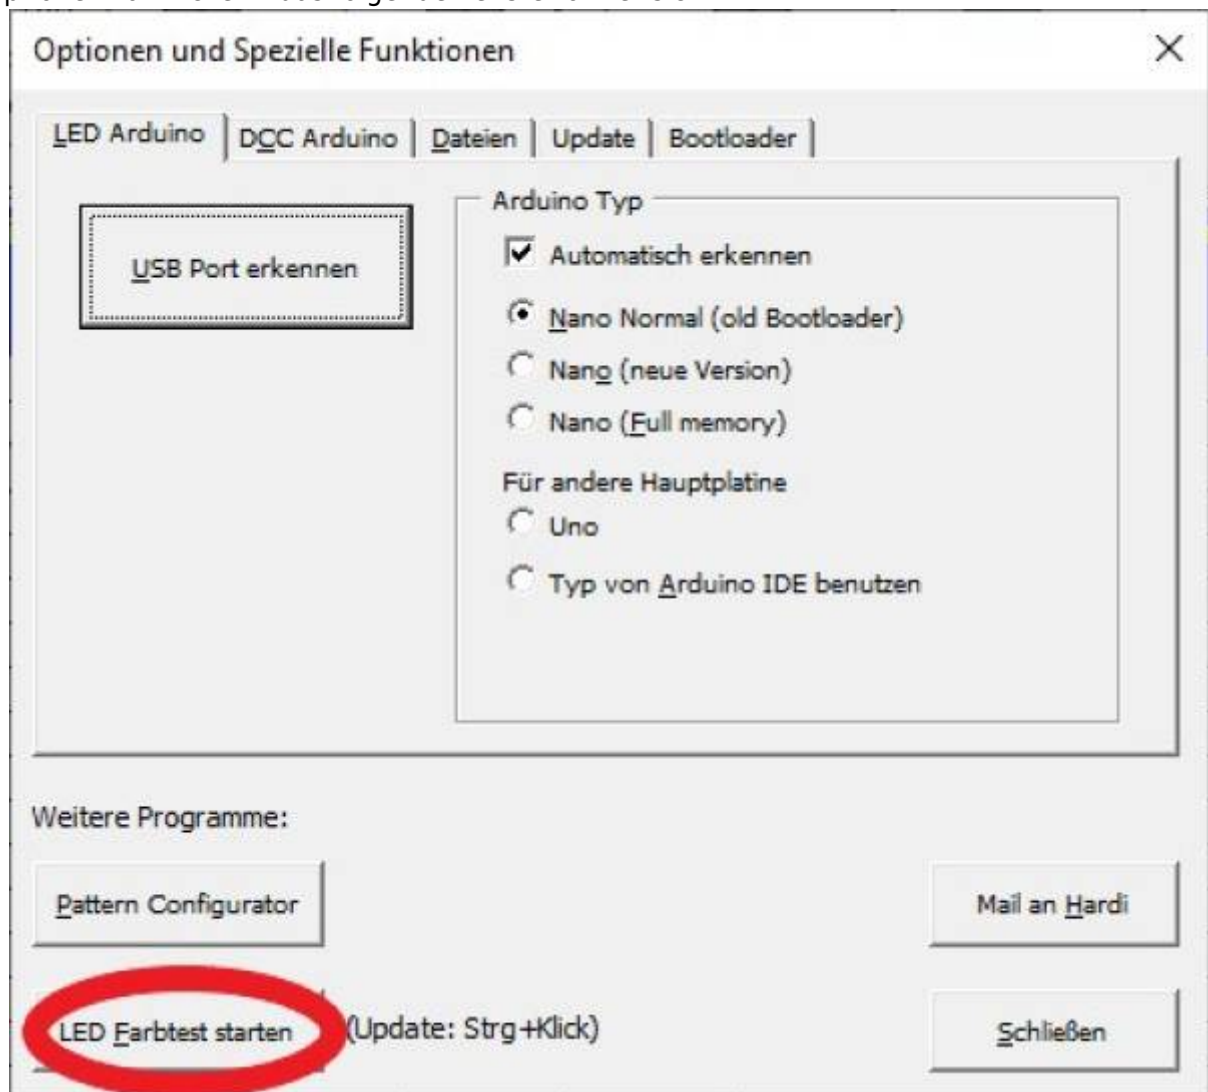 Optionen und Spezielle Funktionen
LED Arduino
DCC Arduino
Dateien
Update
Bootloader
USB Port erkennen
Arduino Typ
Automatisch erkennen
Nano Normal (old Bootloader)
Nano (neue Version)
Nano (Full memory)
Für andere Hauptplatine
Uno
Typ von Arduino IDE benutzen
Weitere Programme:
Pattern Configurator
Mail an Hardi
LED Farbtest starten
(Update: Strg+Klick)
Schließen